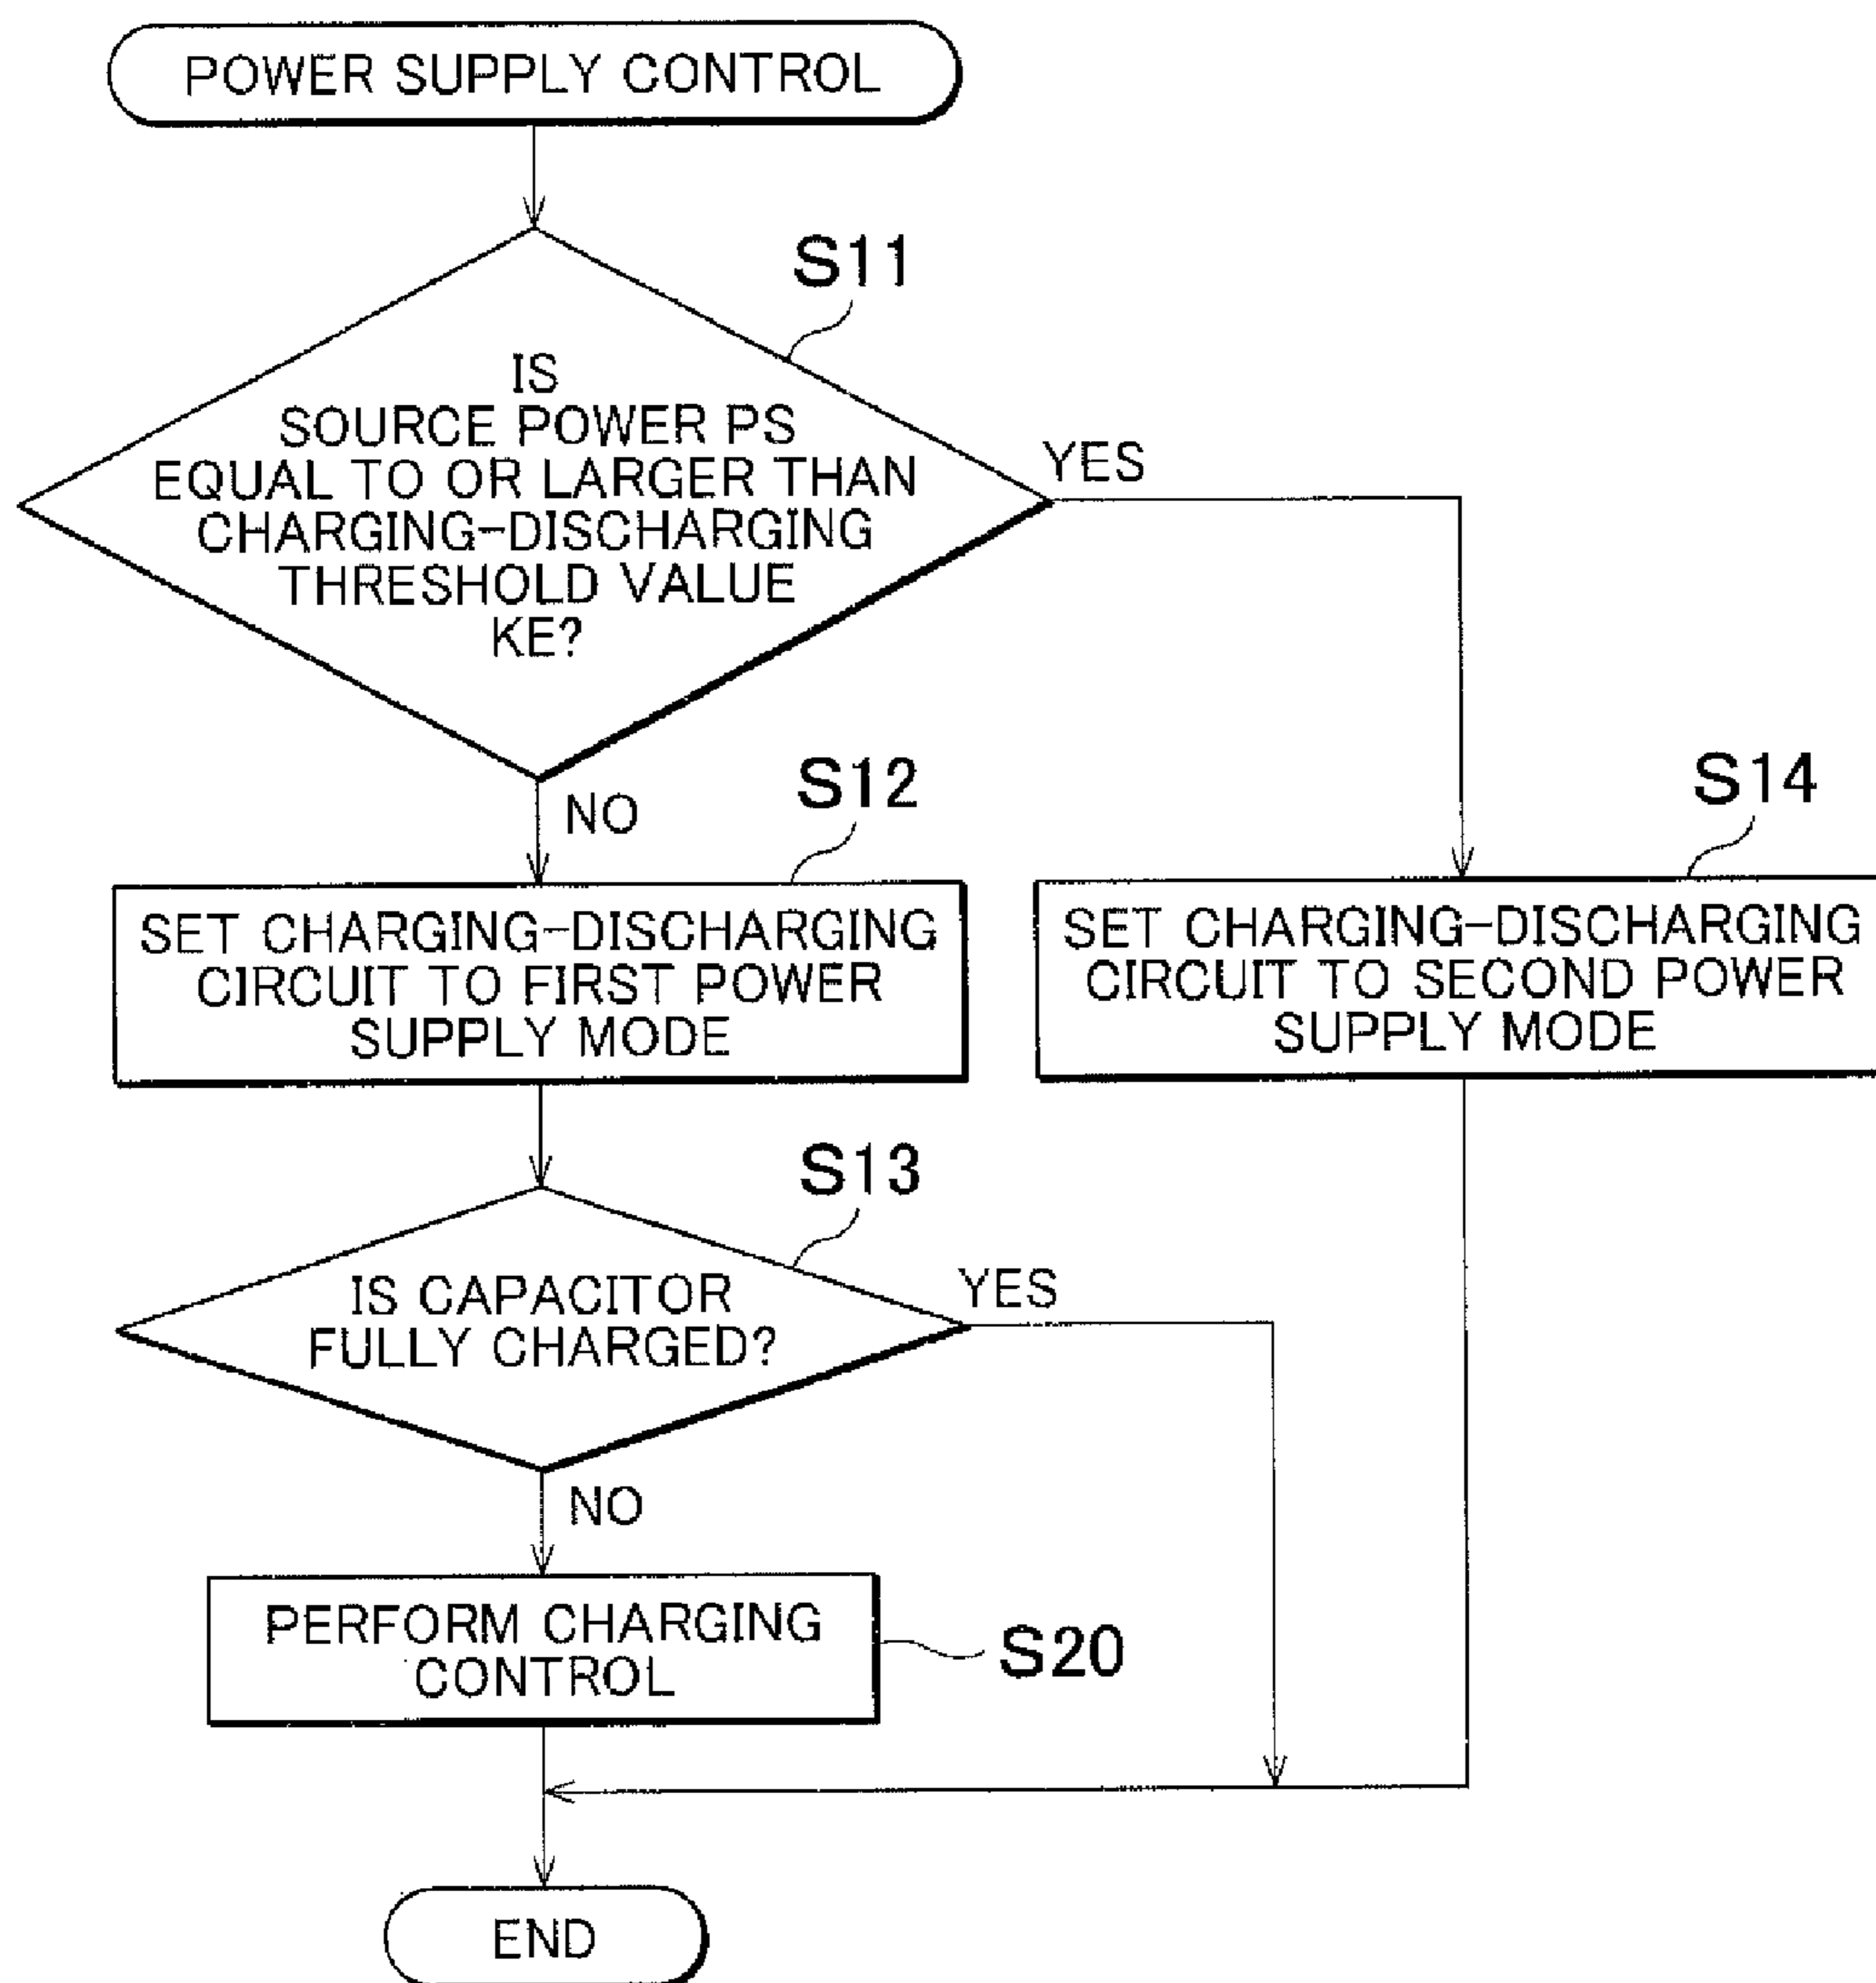 POWER SUPPLY CONTROL
S11
IS
SOURCE POWER PS
EQUAL TO OR LARGER THAN
CHARGING-DISCHARGING
THRESHOLD VALUE
KE?
YES
NO
S12
SET CHARGING-DISCHARGING
CIRCUIT TO FIRST POWER
SUPPLY MODE
S14
SET CHARGING-DISCHARGING
CIRCUIT TO SECOND POWER
SUPPLY MODE
S13
IS CAPACITOR
FULLY CHARGED?
YES
NO
PERFORM CHARGING
CONTROL
S20
END